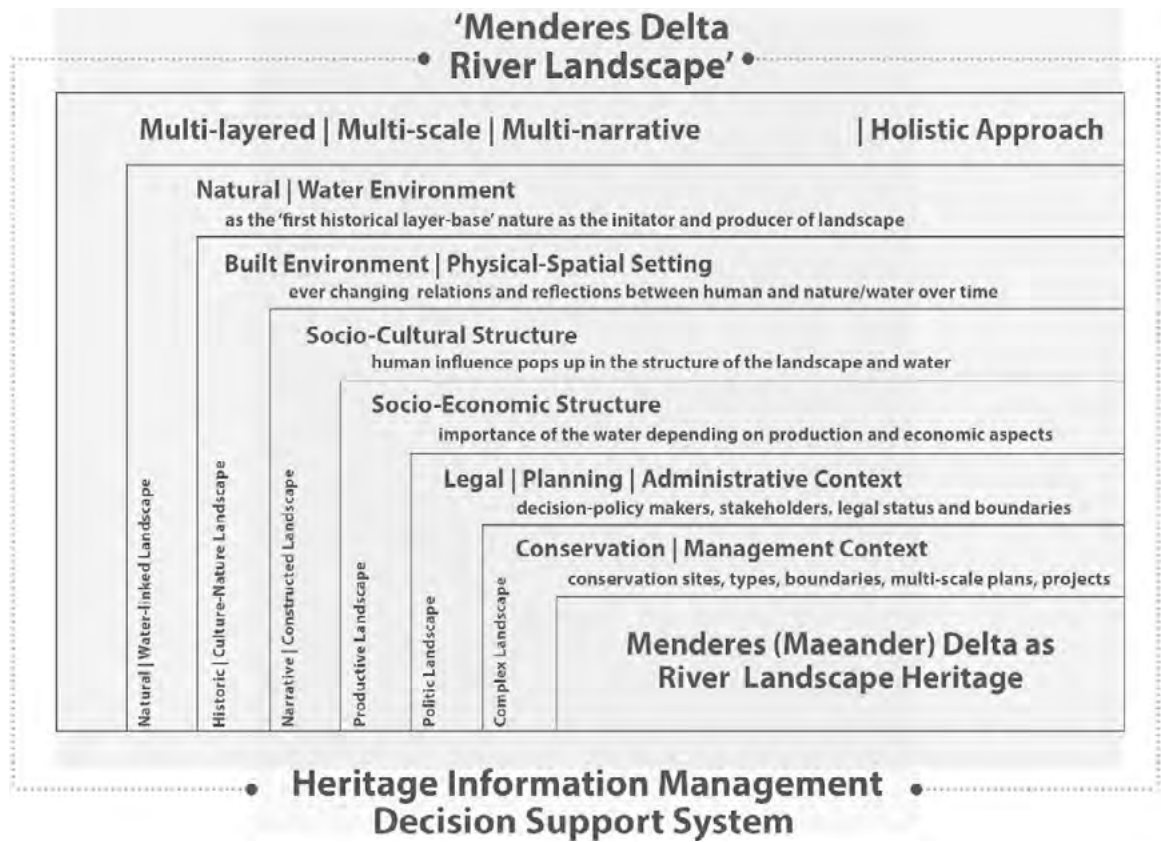 'Menderes Delta
• River Landscape' •
Multi-layered | Multi-scale | Multi-narrative | Holistic Approach
Natural | Water Environment
as the 'first historical layer-base' nature as the initator and producer of landscape
Built Environment | Physical-Spatial Setting
ever changing relations and reflections between human and nature/water over time
Socio-Cultural Structure
human influence pops up in the structure of the landscape and water
Socio-Economic Structure
importance of the water depending on production and economic aspects
Legal | Planning | Administrative Context
decision-policy makers, stakeholders, legal status and boundaries
Conservation | Management Context
conservation sites, types, boundaries, multi-scale plans, projects
Menderes (Maeander) Delta as
River Landscape Heritage
Natural | Water-linked Landscape
Historic | Culture-Nature Landscape
Narrative | Constructed Landscape
Productive Landscape
Politic Landscape
Complex Landscape
• Heritage Information Management •
Decision Support System